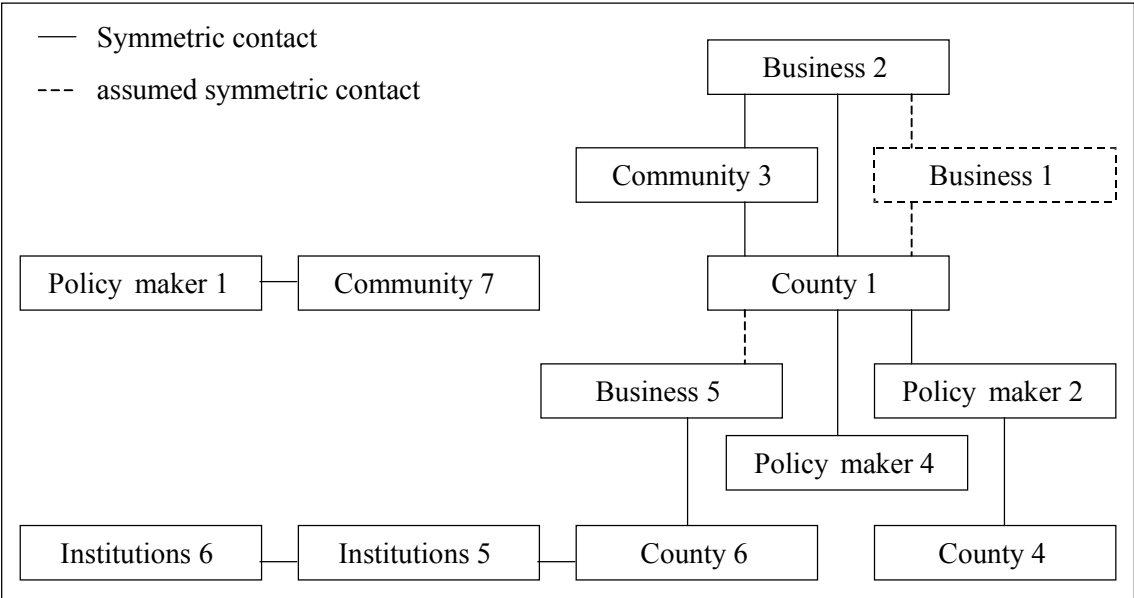 Symmetric contact
assumed symmetric contact
Business 2
Community 3
Business 1
Policy maker 1
Community 7
County 1
Business 5
Policy maker 2
Policy maker 4
Institutions 6
Institutions 5
County 6
County 4